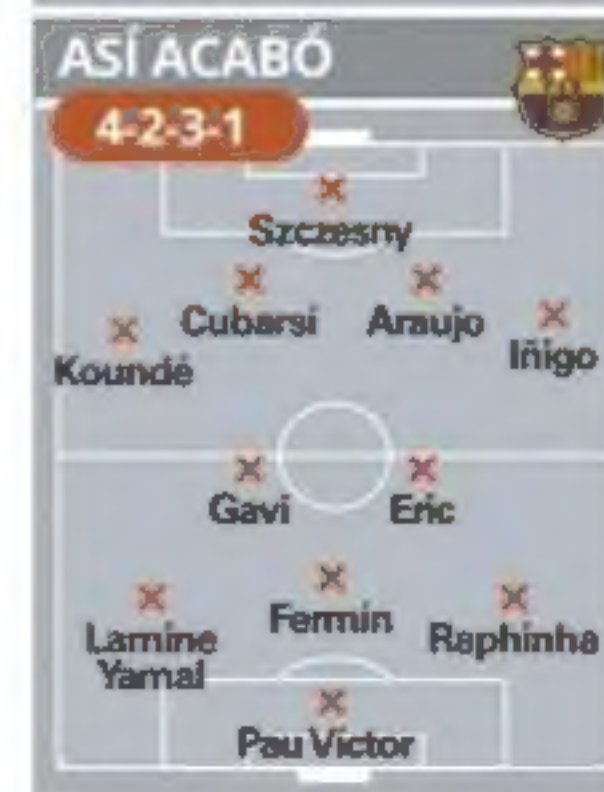 ASÍ ACABÓ
4-2-3-1
Szczesny
Cubarsí Araujo
Koundé Iñigo
Gavi Eric
Lamine Yamal Fermín Raphinha
Pau Víctor